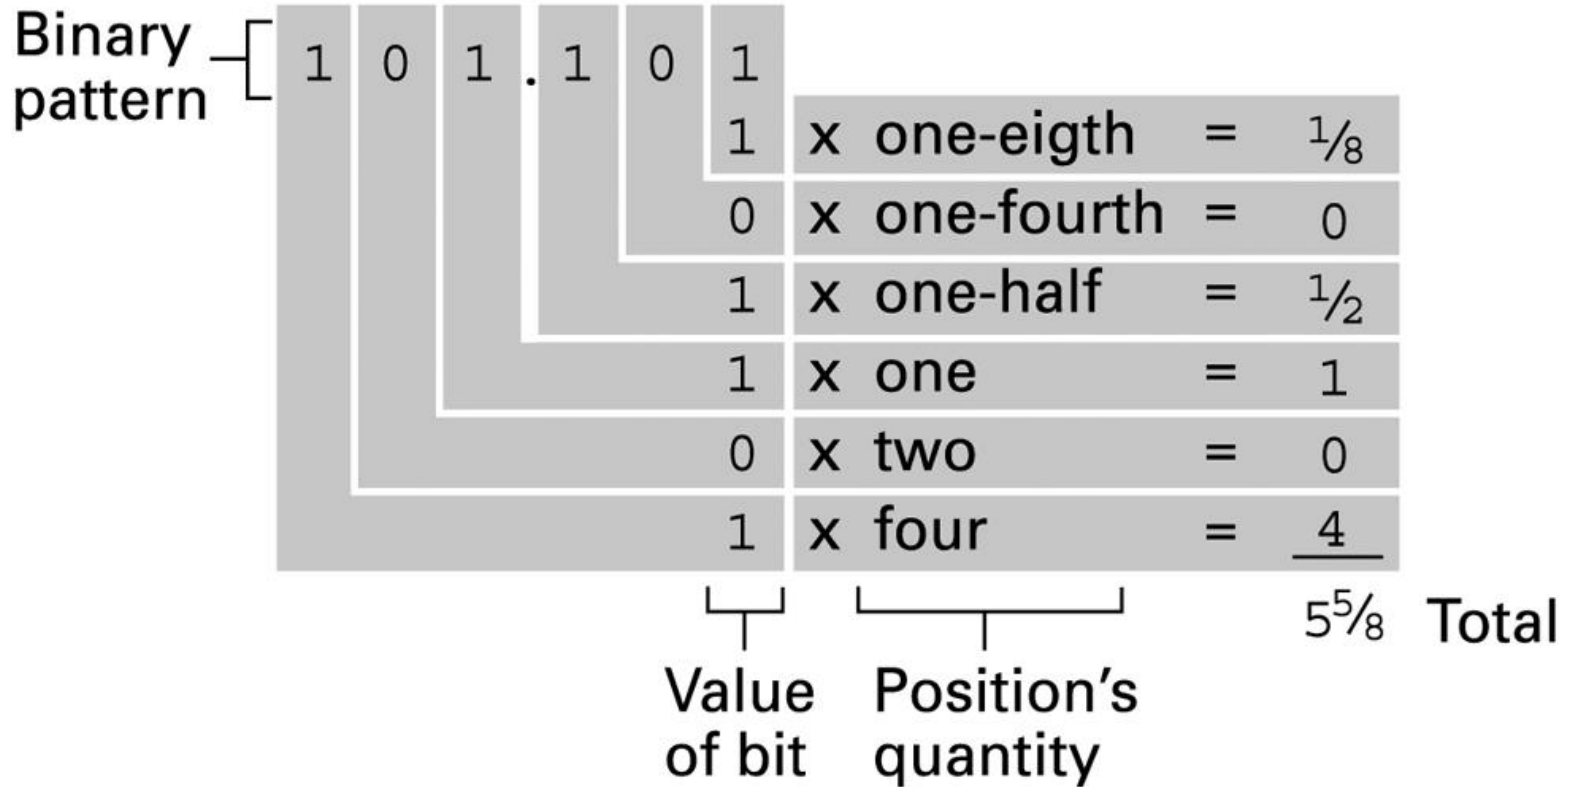 Binary
pattern
1 0 1 . 1 0 1
1 x one-eigth = 1/8
0 x one-fourth = 0
1 x one-half = 1/2
1 x one = 1
0 x two = 0
1 x four = 4
5 5/8 Total
Value
of bit
Position's
quantity